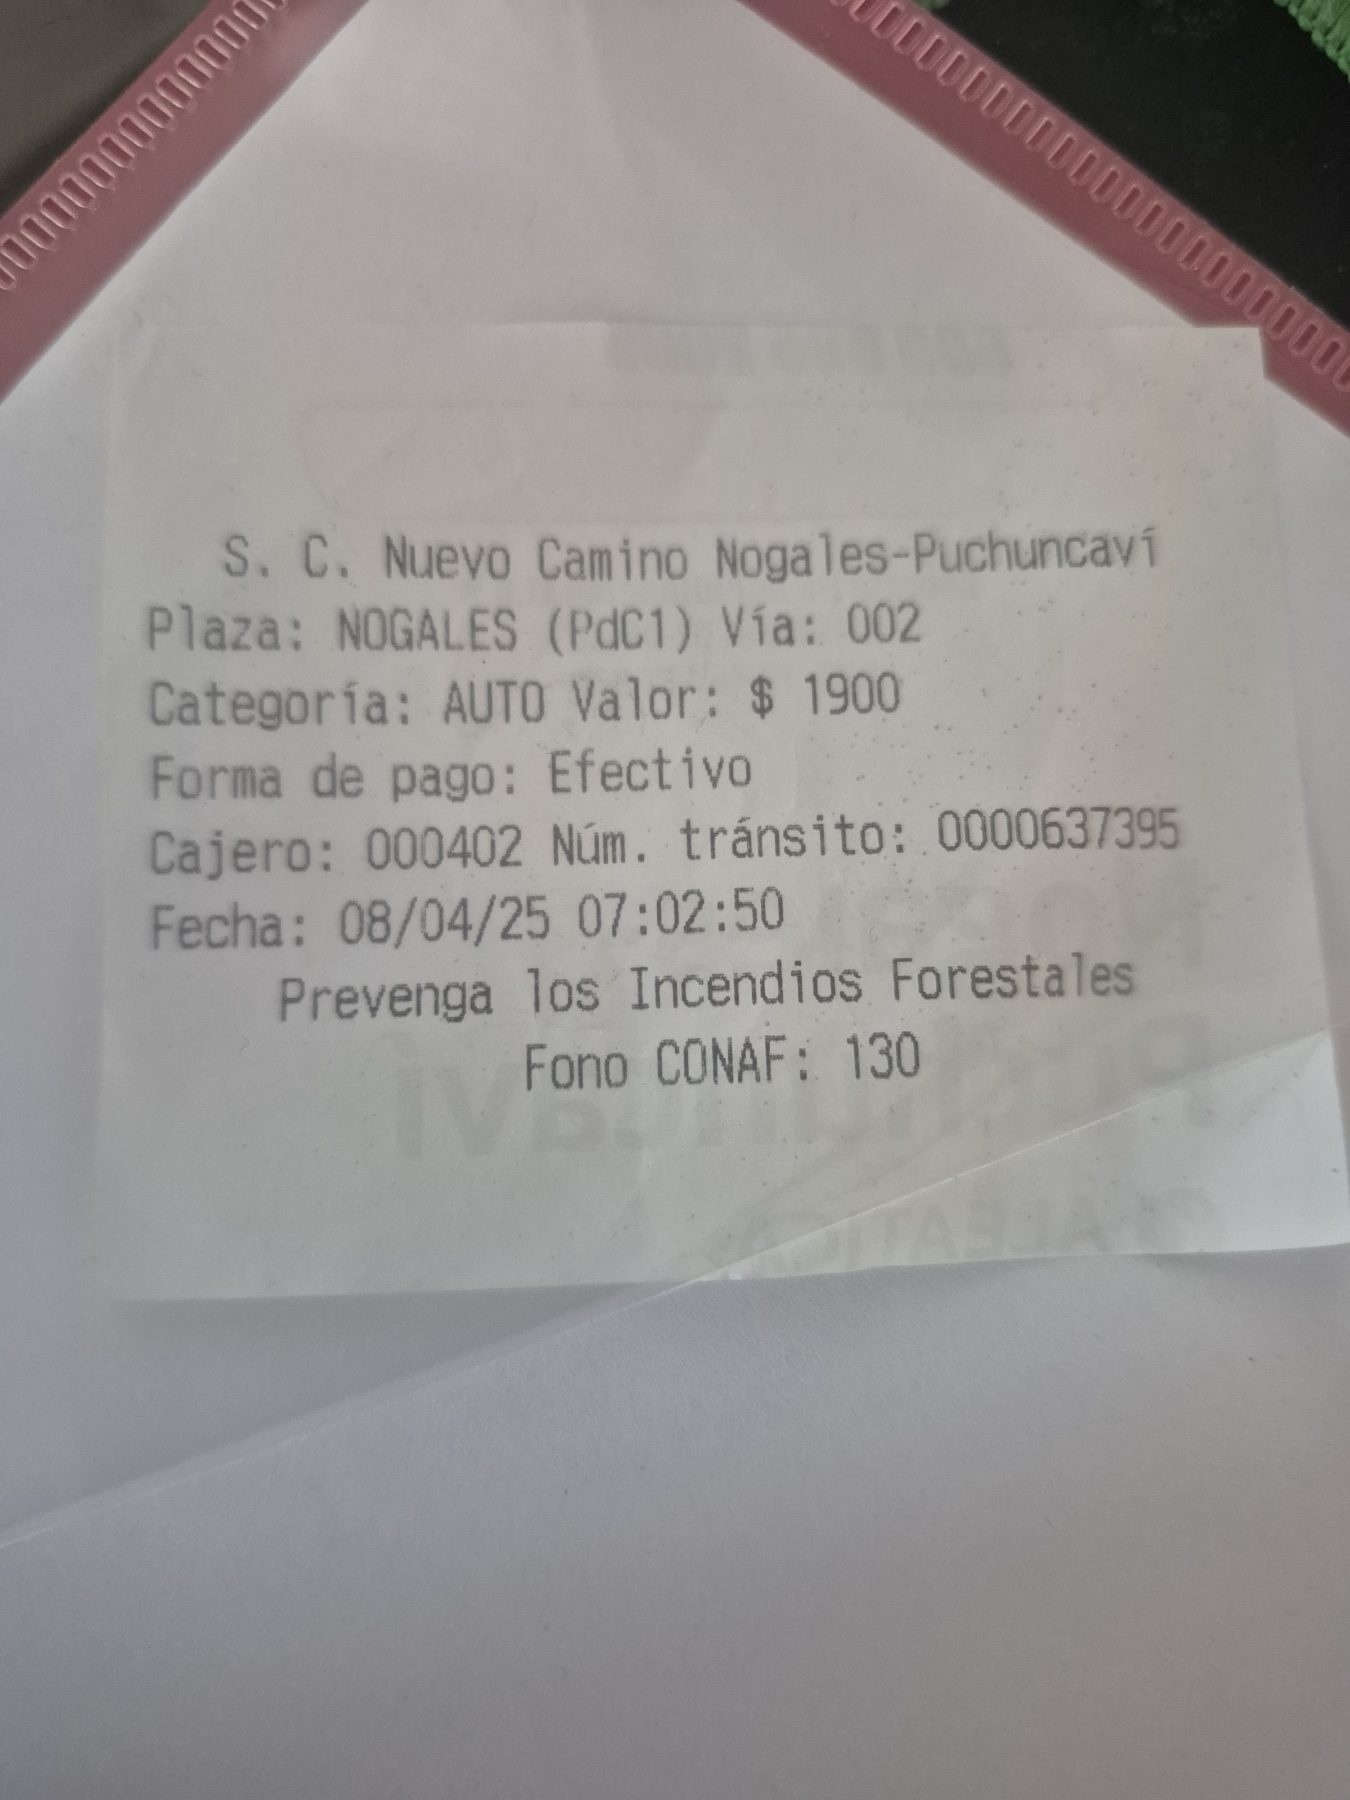 S. C. Nuevo Camino Nogales-Puchuncaví
Plaza: NOGALES (PdC1) Vía: 002
Categoría: AUTO Valor: $ 1900
Forma de pago: Efectivo
Cajero: 000402 Núm. tránsito: 0000637395
Fecha: 08/04/25 07:02:50
Prevenga los Incendios Forestales
Fono CONAF: 130